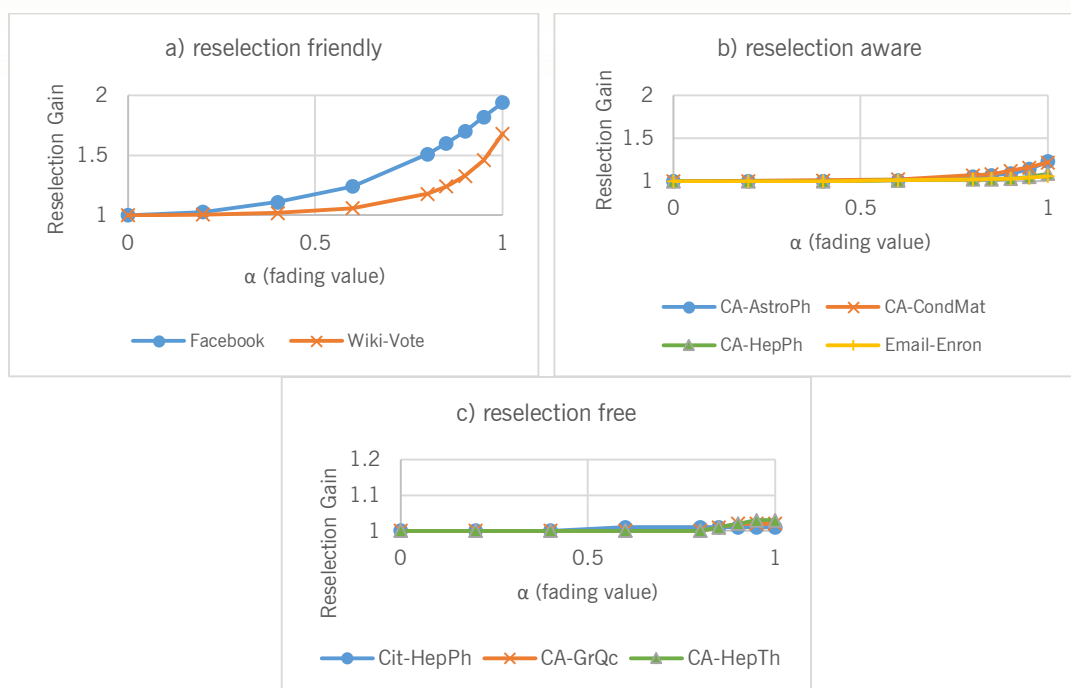 a) reselection friendly
Reselection Gain
2
1.5
1
0 0.5 1
α (fading value)
Facebook Wiki-Vote
b) reselection aware
Reslection Gain
2
1.5
1
0 0.5 1
α (fading value)
CA-AstroPh CA-CondMat
CA-HepPh Email-Enron
c) reselection free
Reselection Gain
1.2
1.1
1
0 0.5 1
α (fading value)
Cit-HepPh CA-GrQc CA-HepTh